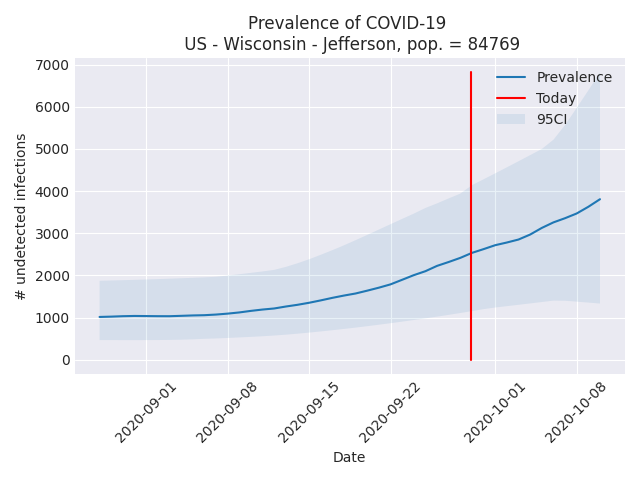 Prevalence of COVID-19
US - Wisconsin - Jefferson, pop. = 84769
7000
6000
5000
4000
3000
2000
1000
0
# undetected infections
Prevalence
Today
95CI
2020-09-01
2020-09-08
2020-09-15
2020-09-22
2020-10-01
2020-10-08
Date